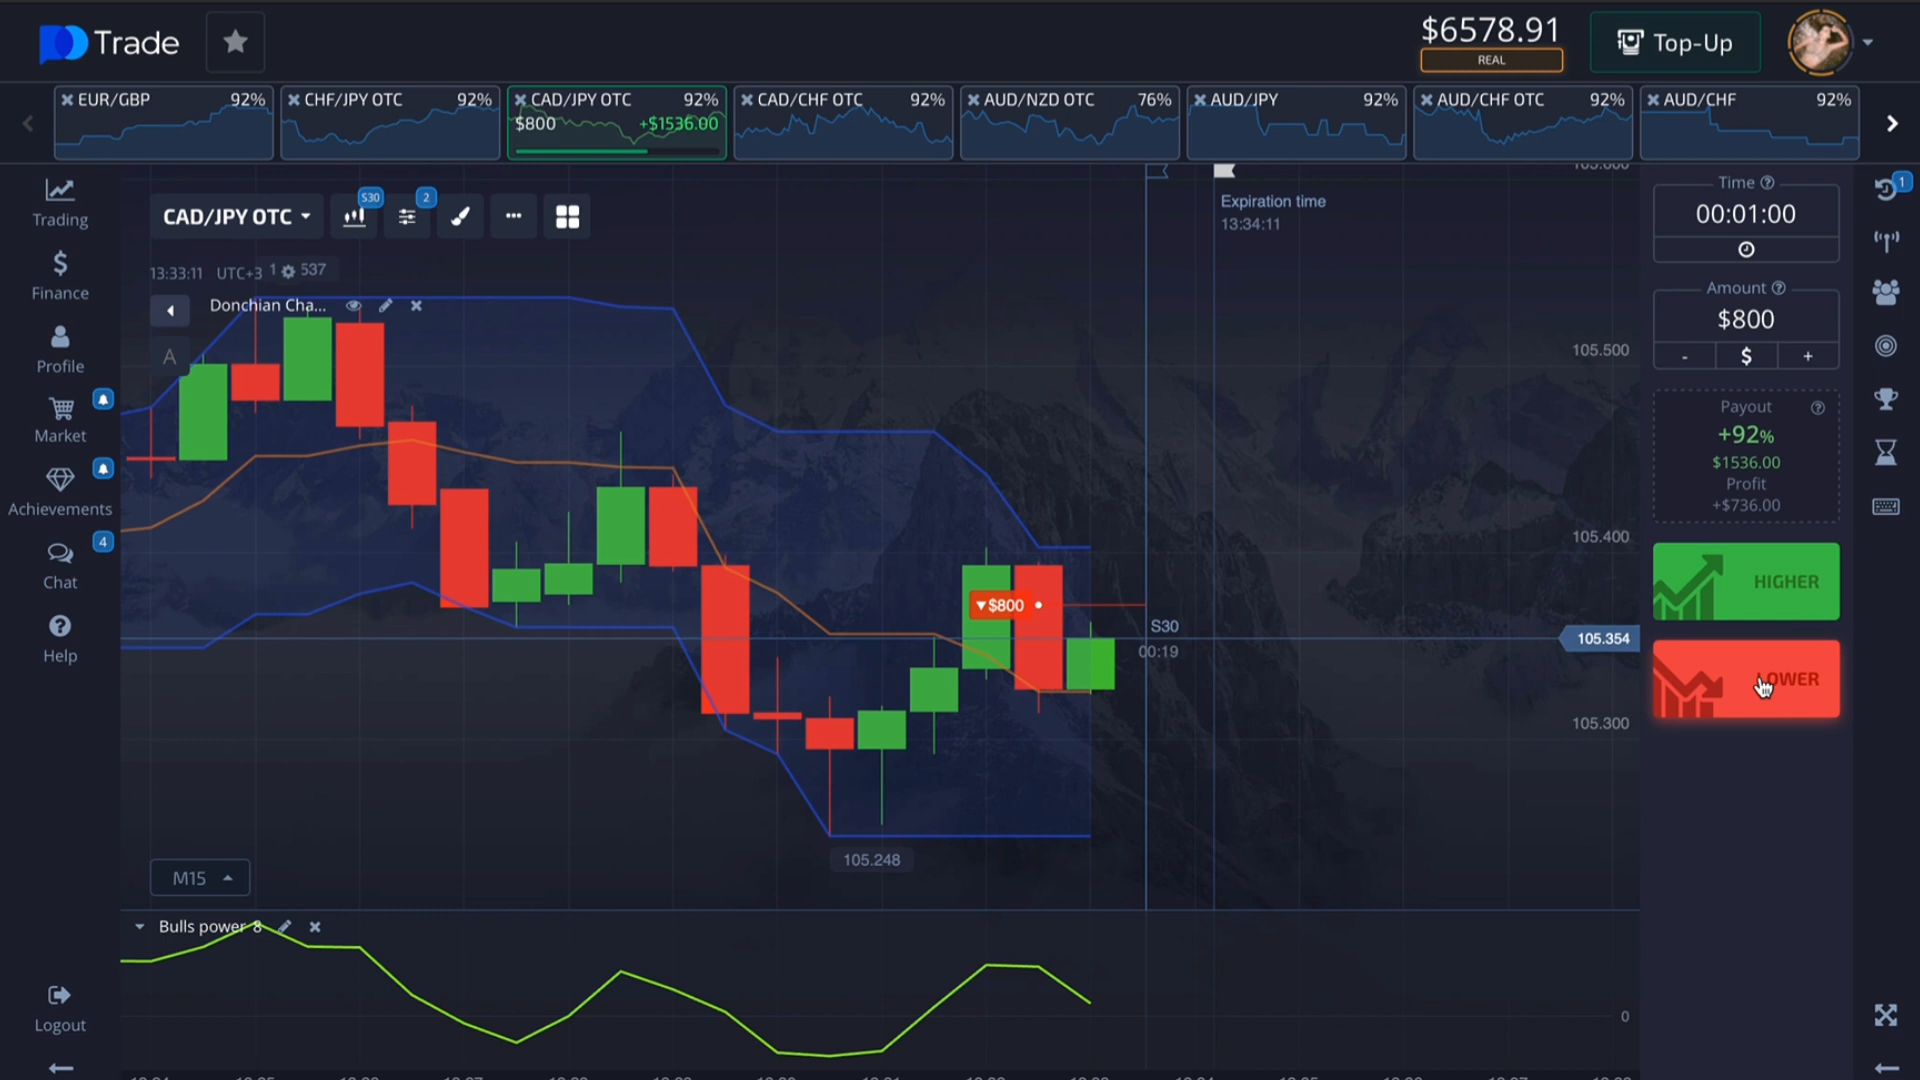 Trade
$6578.91
REAL
Top-Up
EUR/GBP 92%
CHF/JPY OTC 92%
CAD/JPY OTC 92%
$800 +$1536.00
CAD/CHF OTC 92%
AUD/NZD OTC 76%
AUD/JPY 92%
AUD/CHF OTC 92%
AUD/CHF 92%
Trading
Finance
Profile
Market
Achievements
4
Chat
Help
Logout
CAD/JPY OTC
S30
2
13:33:11 UTC+3
1 537
Donchian Cha...
A
Expiration time
13:34:11
105.500
105.400
105.354
105.300
$800
S30
00:19
105.248
M15
Bulls power 8
0
Time
00:01:00
Amount
$800
- $ +
Payout
+92%
$1536.00
Profit
+$736.00
HIGHER
1